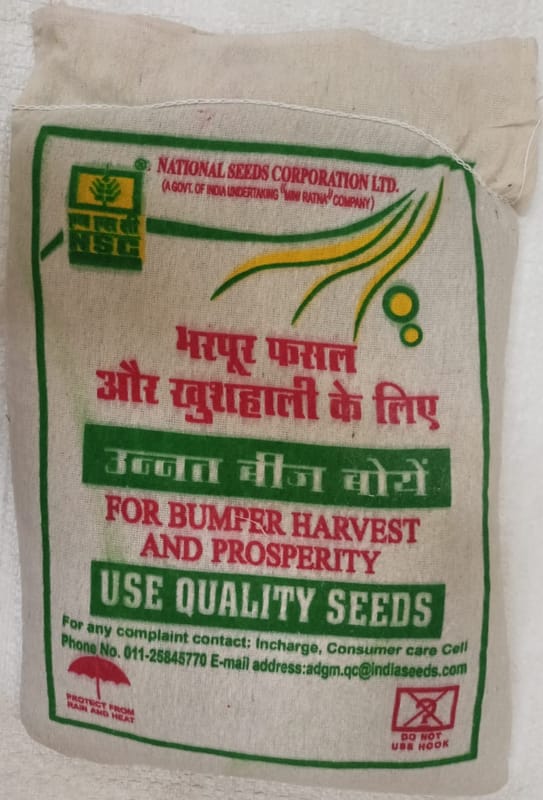 ® NATIONAL SEEDS CORPORATION LTD.
(A GOVT. OF INDIA UNDERTAKING "MINI RATNA" COMPANY)
एन एस सी
NSC
भरपूर फसल
और खुशहाली के लिए
उन्नत बीज बोयें
FOR BUMPER HARVEST
AND PROSPERITY
USE QUALITY SEEDS
For any complaint contact: Incharge, Consumer care Cell
Phone No. 011-25845770 E-mail address:adgm.qc@indiaseeds.com
PROTECT FROM
RAIN AND HEAT
DO NOT
USE HOOK